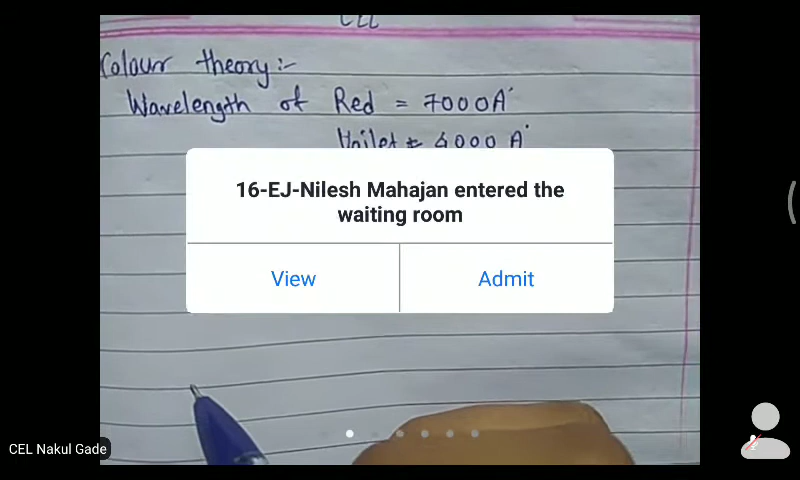 CEL
Colour theory :-
Wavelength of Red = 7000A°
4000 A°
16-EJ-Nilesh Mahajan entered the
waiting room
View
Admit
CEL Nakul Gade